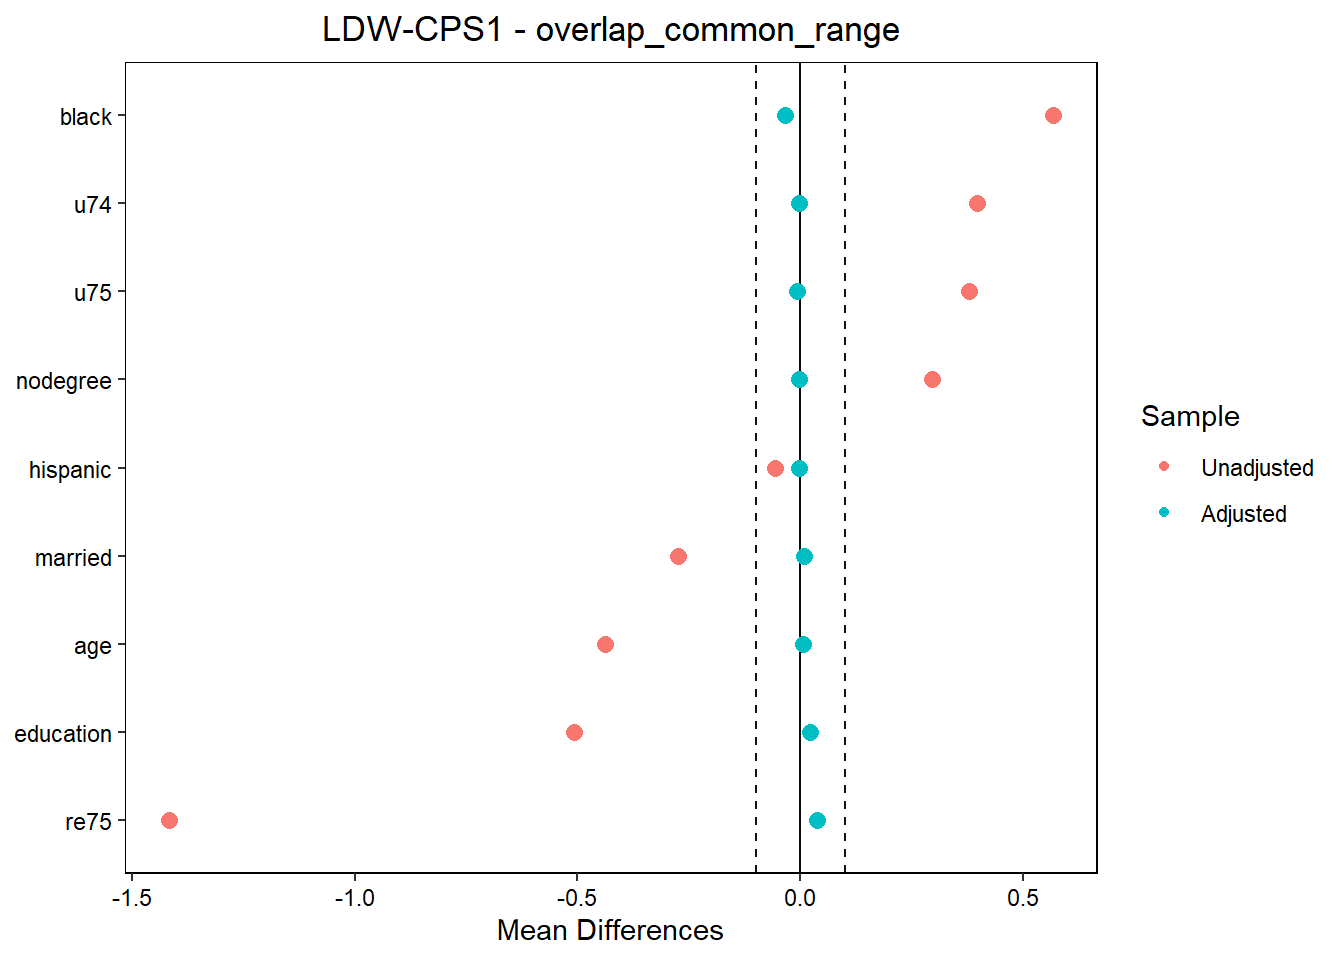 LDW-CPS1 - overlap_common_range
black
u74
u75
nodegree
hispanic
married
age
education
re75
-1.5
-1.0
-0.5
0.0
0.5
Mean Differences
Sample
Unadjusted
Adjusted